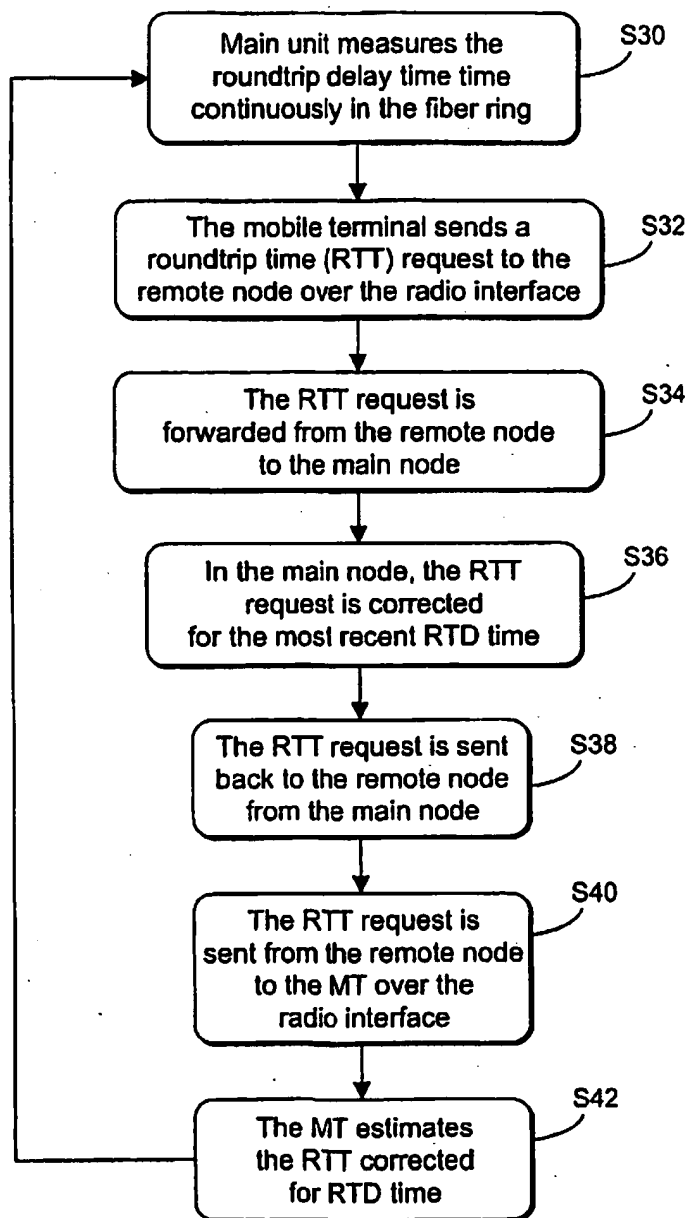 Main unit measures the
roundtrip delay time time
continuously in the fiber ring
S30
The mobile terminal sends a
roundtrip time (RTT) request to the
remote node over the radio interface
S32
The RTT request is
forwarded from the remote node
to the main node
S34
In the main node, the RTT
request is corrected
for the most recent RTD time
S36
The RTT request is sent
back to the remote node
from the main node
S38
The RTT request is
sent from the remote node
to the MT over the
radio interface
S40
The MT estimates
the RTT corrected
for RTD time
S42